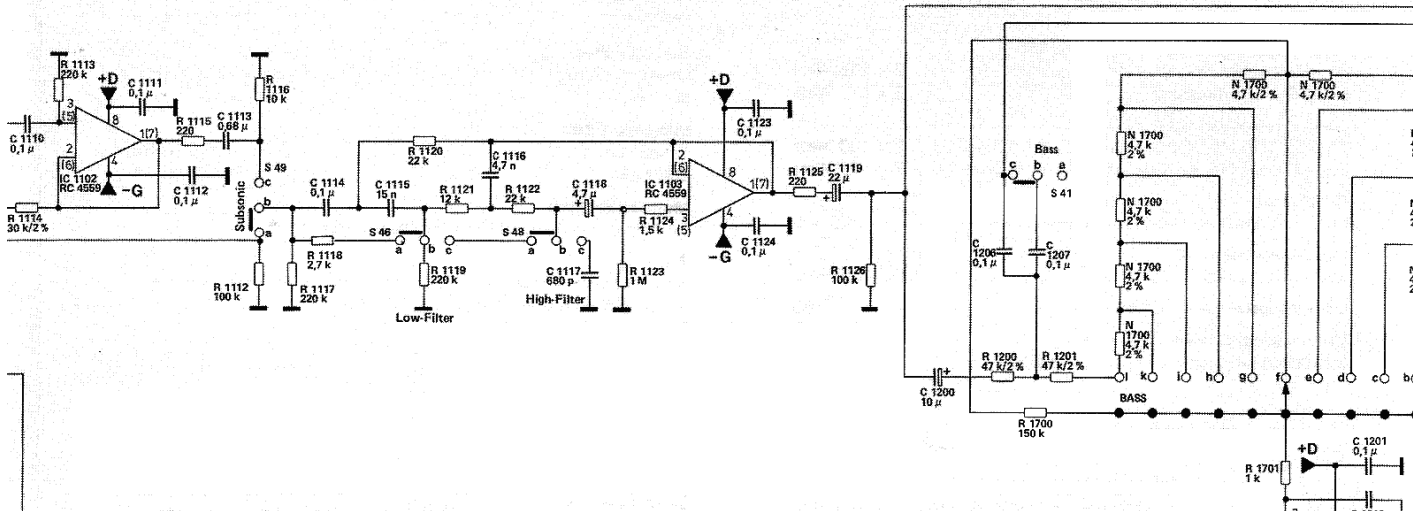 R 1113
220 k
+D
C 1111
0,1 µ
R
1116
10 k
C 1110
0,1 µ
3
(5)
8
1(7)
R 1115
220
C 1113
0,68 µ
2
(6)
4
IC 1102
RC 4559
−G
C 1112
0,1 µ
R 1114
30 k/2 %
S 49
c
b
a
Subsonic
R 1112
100 k
R 1117
220 k
R 1118
2,7 k
C 1114
0,1 µ
C 1115
15 n
R 1120
22 k
C 1116
4,7 n
R 1121
12 k
R 1122
22 k
S 46
a
b
c
R 1119
220 k
Low-Filter
S 48
a
b
c
C 1117
680 p
High-Filter
C 1118
4,7 µ
+
R 1123
1 M
R 1124
1,5 k
+D
C 1123
0,1 µ
2
(6)
8
1(7)
IC 1103
RC 4559
3
(5)
4
C 1124
0,1 µ
−G
R 1125
220
C 1119
22 µ
+
R 1126
100 k
Bass
c
b
a
S 41
C
1206
0,1 µ
C
1207
0,1 µ
N 1700
4,7 k/2 %
N 1700
4,7 k/2 %
N 1700
4,7 k
2 %
N 1700
4,7 k
2 %
N 1700
4,7 k
2 %
N
1700
4,7 k
2 %
C 1200
10 µ
+
R 1200
47 k/2 %
R 1201
47 k/2 %
l
k
i
h
g
f
e
d
c
b
BASS
R 1700
150 k
R 1701
1 k
+D
C 1201
0,1 µ